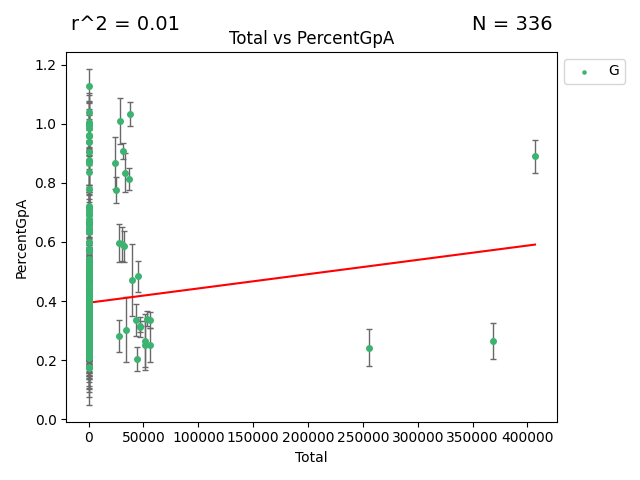 r^2 = 0.01
N = 336
Total vs PercentGpA
G
PercentGpA
1.2
1.0
0.8
0.6
0.4
0.2
0.0
0
50000
100000
150000
200000
250000
300000
350000
400000
Total